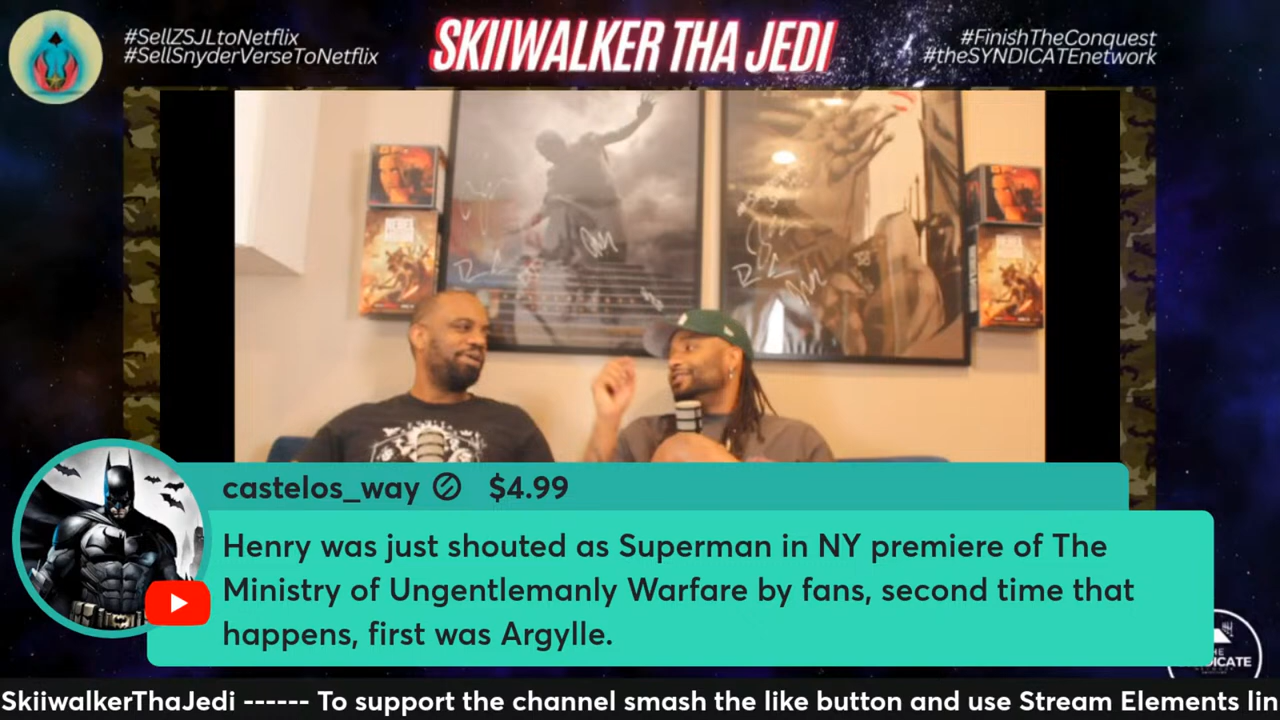 #SellZSJLtoNetflix
#SellSnyderVerseToNetflix
SKIIWALKER THA JEDI
#FinishTheConquest
#theSYNDICATEnetwork
REBEL
castelos_way $4.99
Henry was just shouted as Superman in NY premiere of The
Ministry of Ungentlemanly Warfare by fans, second time that
happens, first was Argylle.
SkiiwalkerThaJedi ------ To support the channel smash the like button and use Stream Elements lin